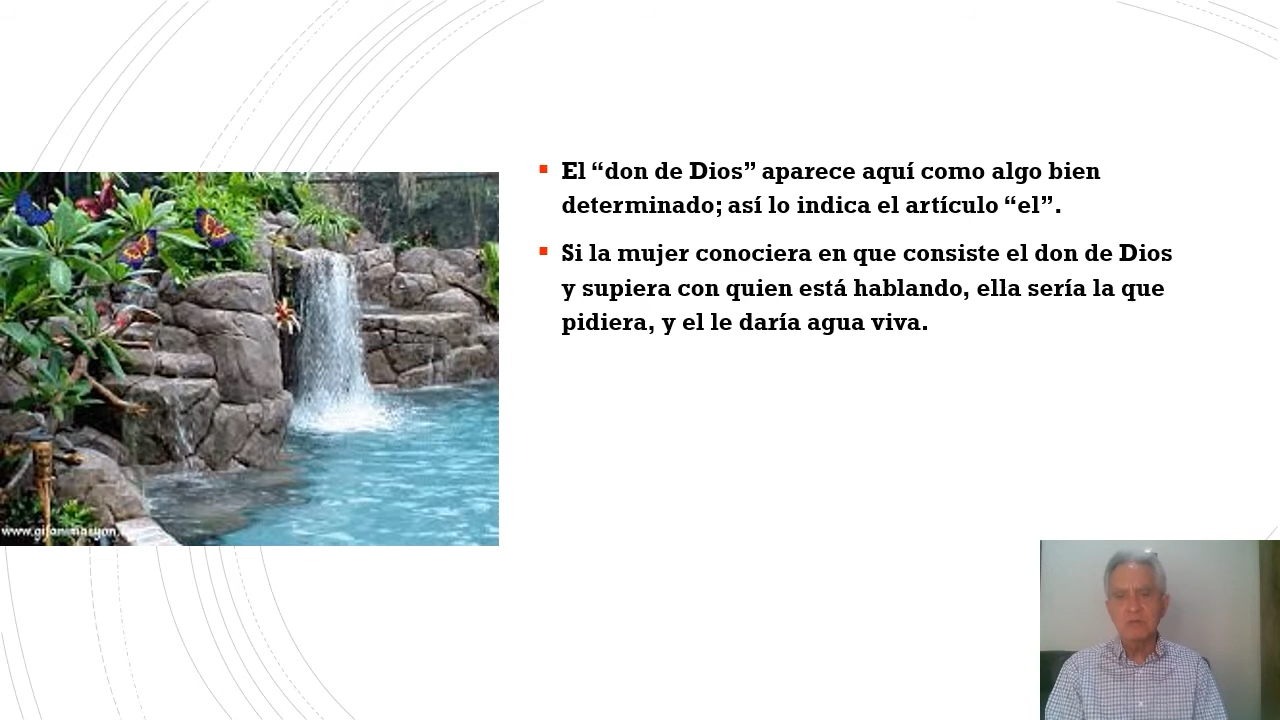 El “don de Dios” aparece aquí como algo bien
determinado; así lo indica el artículo “el”.
Si la mujer conociera en que consiste el don de Dios
y supiera con quien está hablando, ella sería la que
pidiera, y el le daría agua viva.